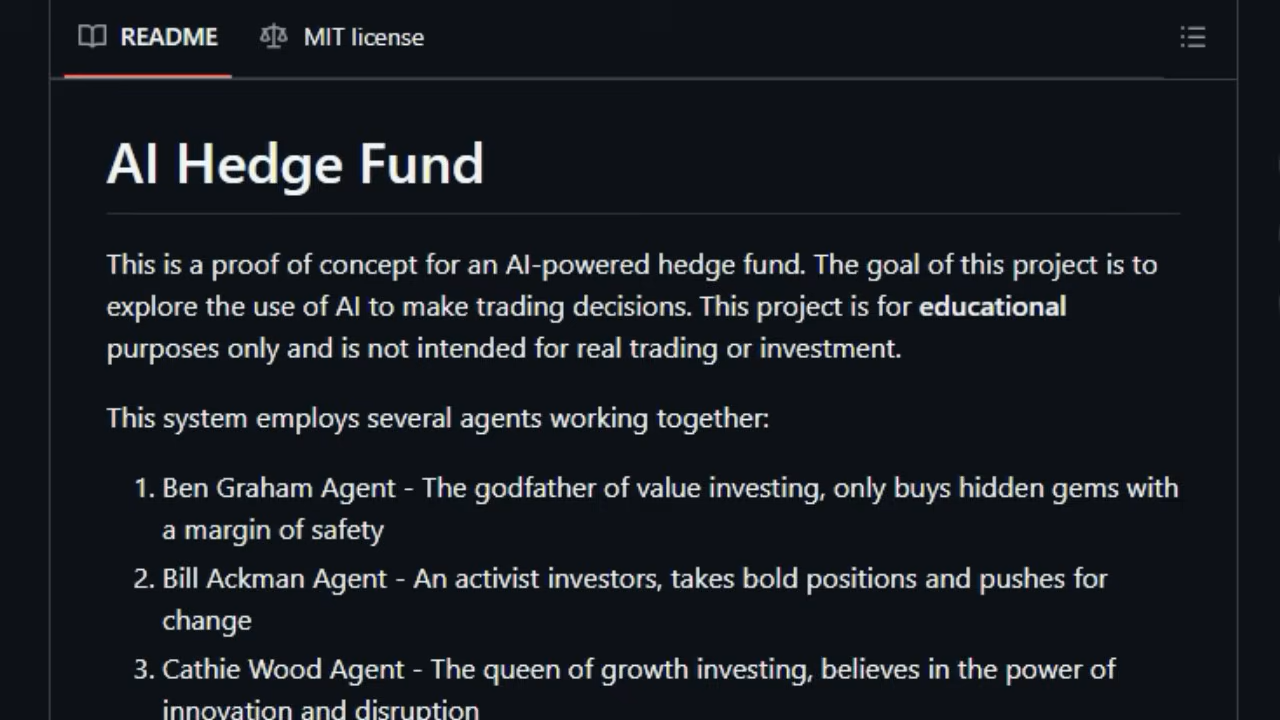 README MIT license
AI Hedge Fund
This is a proof of concept for an AI-powered hedge fund. The goal of this project is to
explore the use of AI to make trading decisions. This project is for educational
purposes only and is not intended for real trading or investment.
This system employs several agents working together:
1. Ben Graham Agent - The godfather of value investing, only buys hidden gems with
a margin of safety
2. Bill Ackman Agent - An activist investors, takes bold positions and pushes for
change
3. Cathie Wood Agent - The queen of growth investing, believes in the power of
innovation and disruption